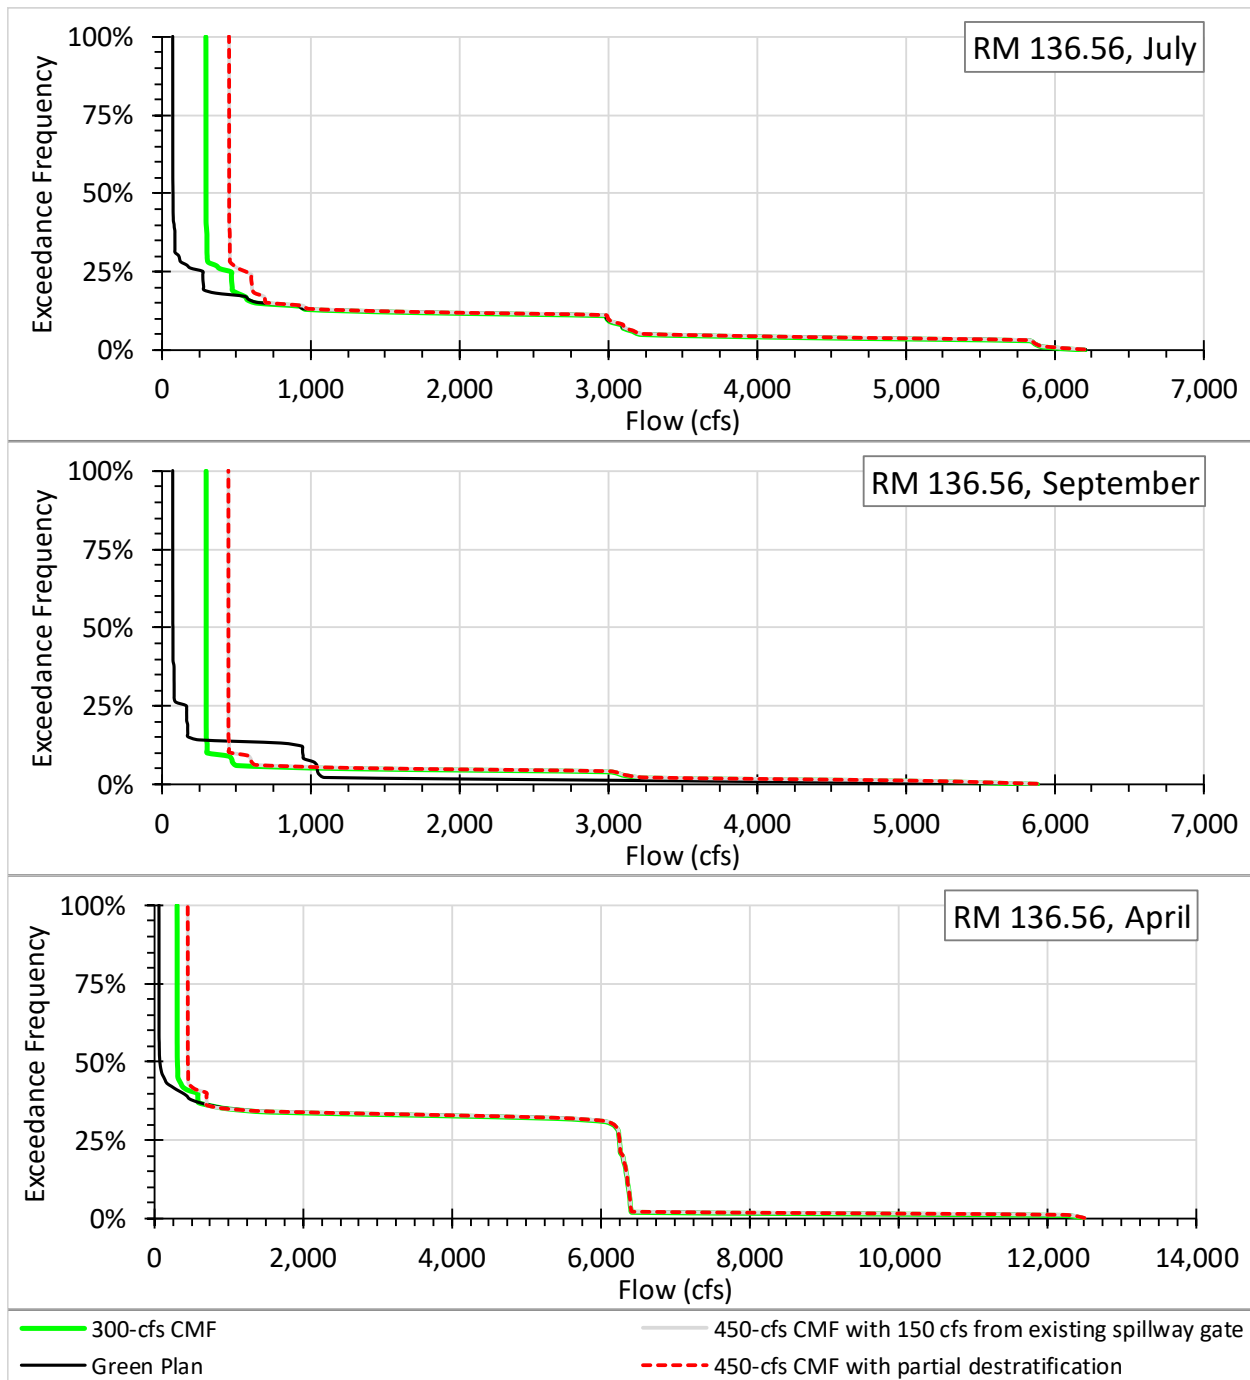 RM 136.56, July
Exceedance Frequency
100%
75%
50%
25%
0%
0 1,000 2,000 3,000 4,000 5,000 6,000 7,000
Flow (cfs)
RM 136.56, September
Exceedance Frequency
100%
75%
50%
25%
0%
0 1,000 2,000 3,000 4,000 5,000 6,000 7,000
Flow (cfs)
RM 136.56, April
Exceedance Frequency
100%
75%
50%
25%
0%
0 2,000 4,000 6,000 8,000 10,000 12,000 14,000
Flow (cfs)
300-cfs CMF 450-cfs CMF with 150 cfs from existing spillway gate
Green Plan 450-cfs CMF with partial destratification